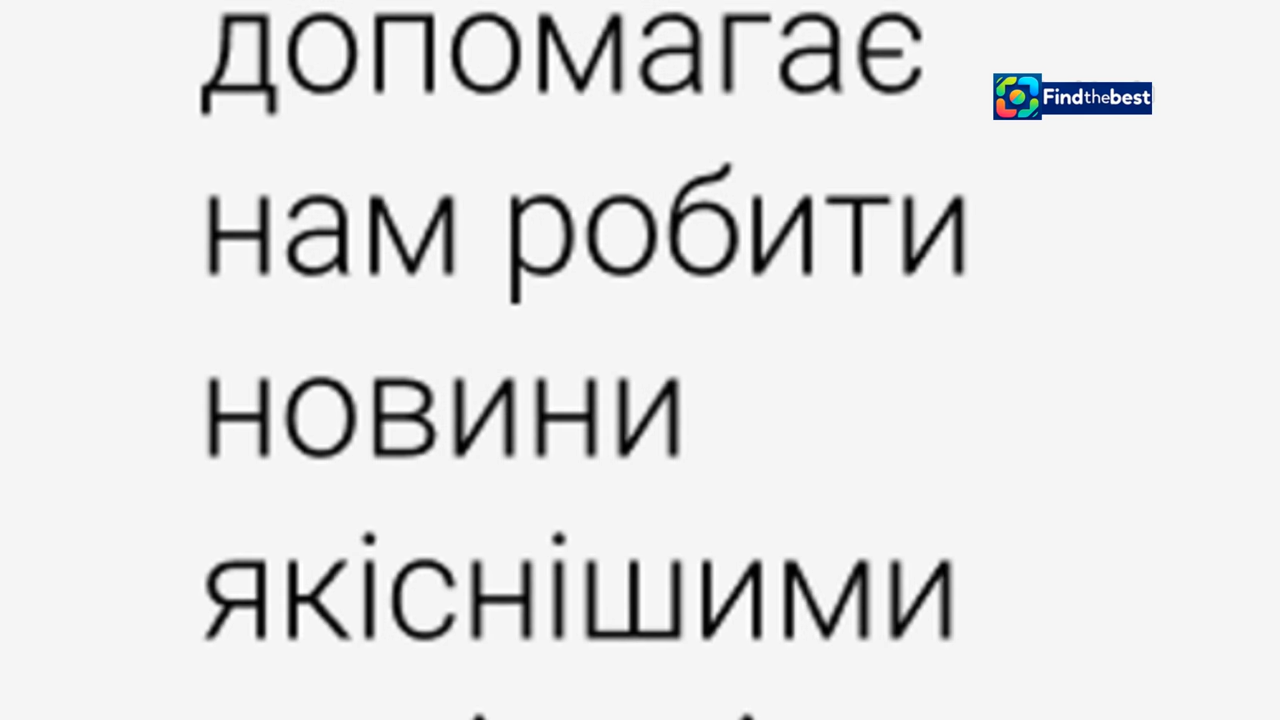 допомагає
Findthebest
нам робити
новини
якіснішими